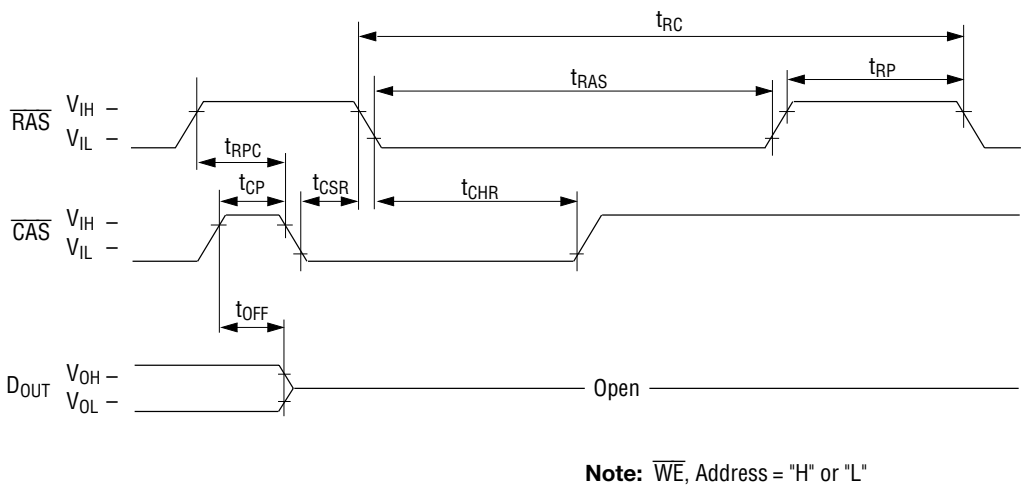 tRC
tRAS
tRP
RAS
VIH
VIL
tRPC
tCP
tCSR
tCHR
CAS
VIH
VIL
tOFF
DOUT
VOH
VOL
Open
Note: WE, Address = "H" or "L"